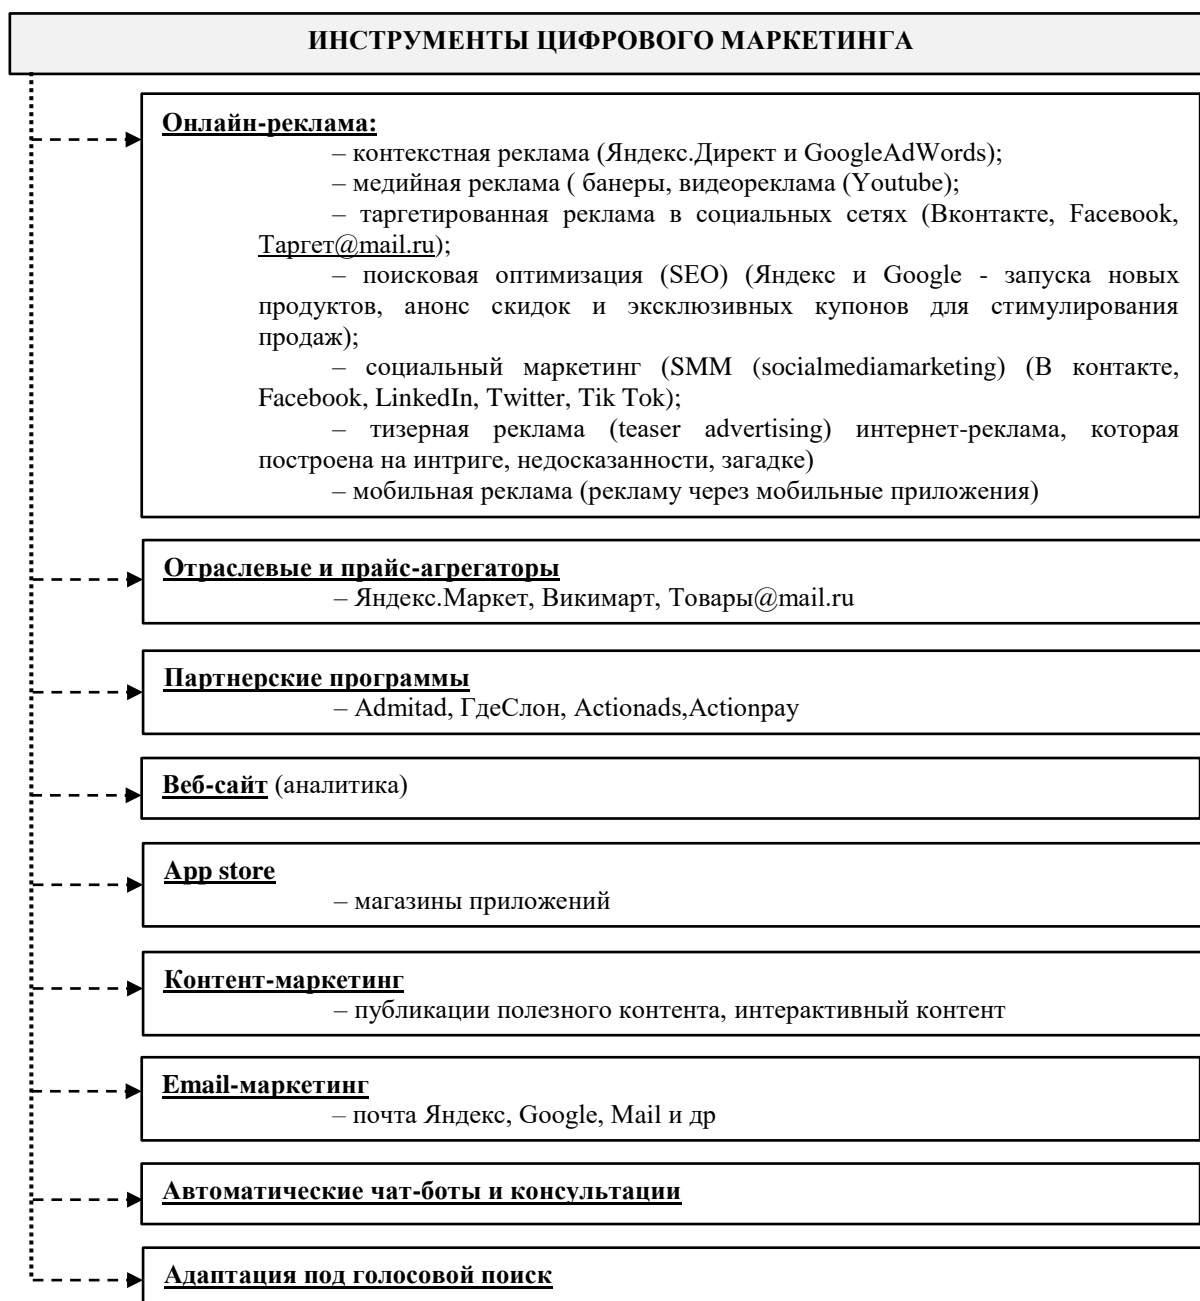 ИНСТРУМЕНТЫ ЦИФРОВОГО МАРКЕТИНГА
Онлайн-реклама:
– контекстная реклама (Яндекс.Директ и GoogleAdWords);
– медийная реклама ( банеры, видеореклама (Youtube);
– таргетированная реклама в социальных сетях (Вконтакте, Facebook,
Таргет@mail.ru);
– поисковая оптимизация (SEO) (Яндекс и Google - запуска новых
продуктов, анонс скидок и эксклюзивных купонов для стимулирования
продаж);
– социальный маркетинг (SMM (socialmediamarketing) (В контакте,
Facebook, LinkedIn, Twitter, Tik Tok);
– тизерная реклама (teaser advertising) интернет-реклама, которая
построена на интриге, недосказанности, загадке)
– мобильная реклама (рекламу через мобильные приложения)
Отраслевые и прайс-агрегаторы
– Яндекс.Маркет, Викимарт, Товары@mail.ru
Партнерские программы
– Admitad, ГдеСлон, Actionads,Actionpay
Веб-сайт (аналитика)
App store
– магазины приложений
Контент-маркетинг
– публикации полезного контента, интерактивный контент
Email-маркетинг
– почта Яндекс, Google, Mail и др
Автоматические чат-боты и консультации
Адаптация под голосовой поиск